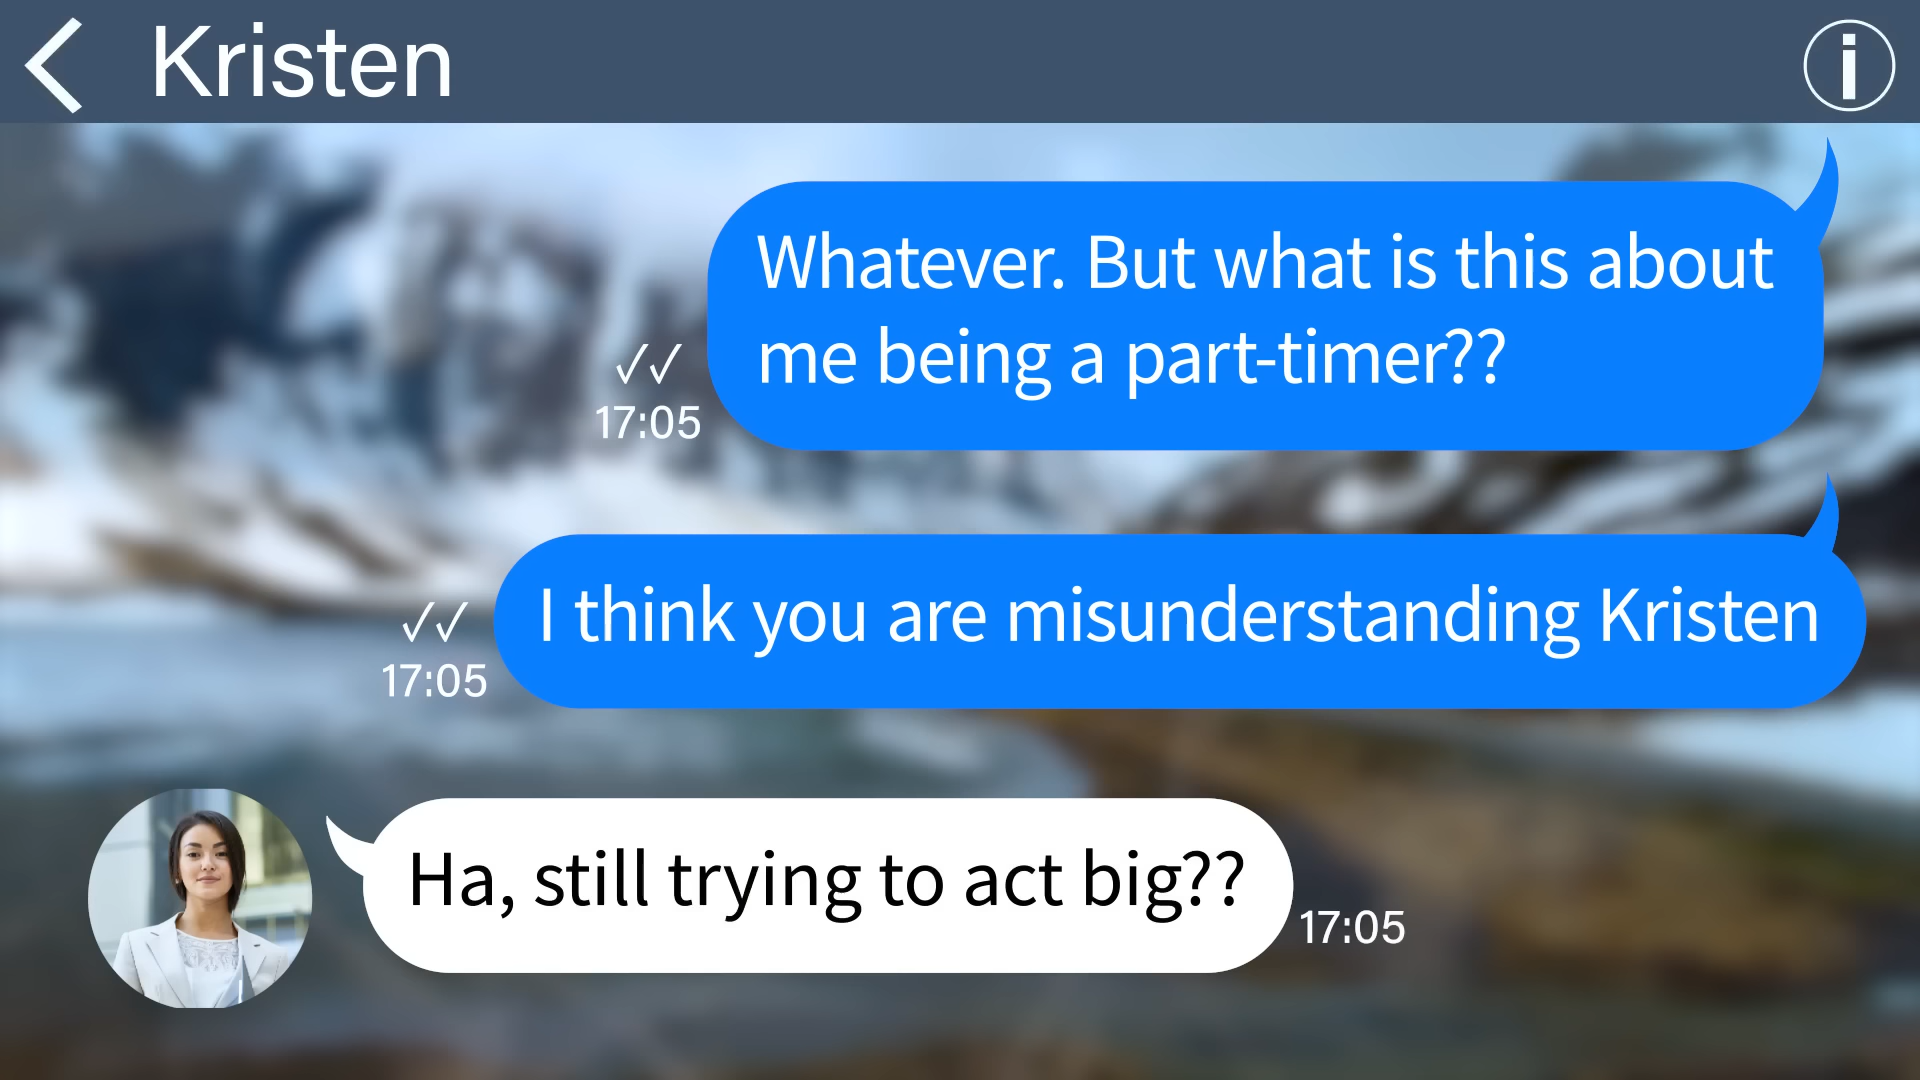 Kristen
Whatever. But what is this about
me being a part-timer??
✓✓
17:05
I think you are misunderstanding Kristen
✓✓
17:05
Ha, still trying to act big??
17:05